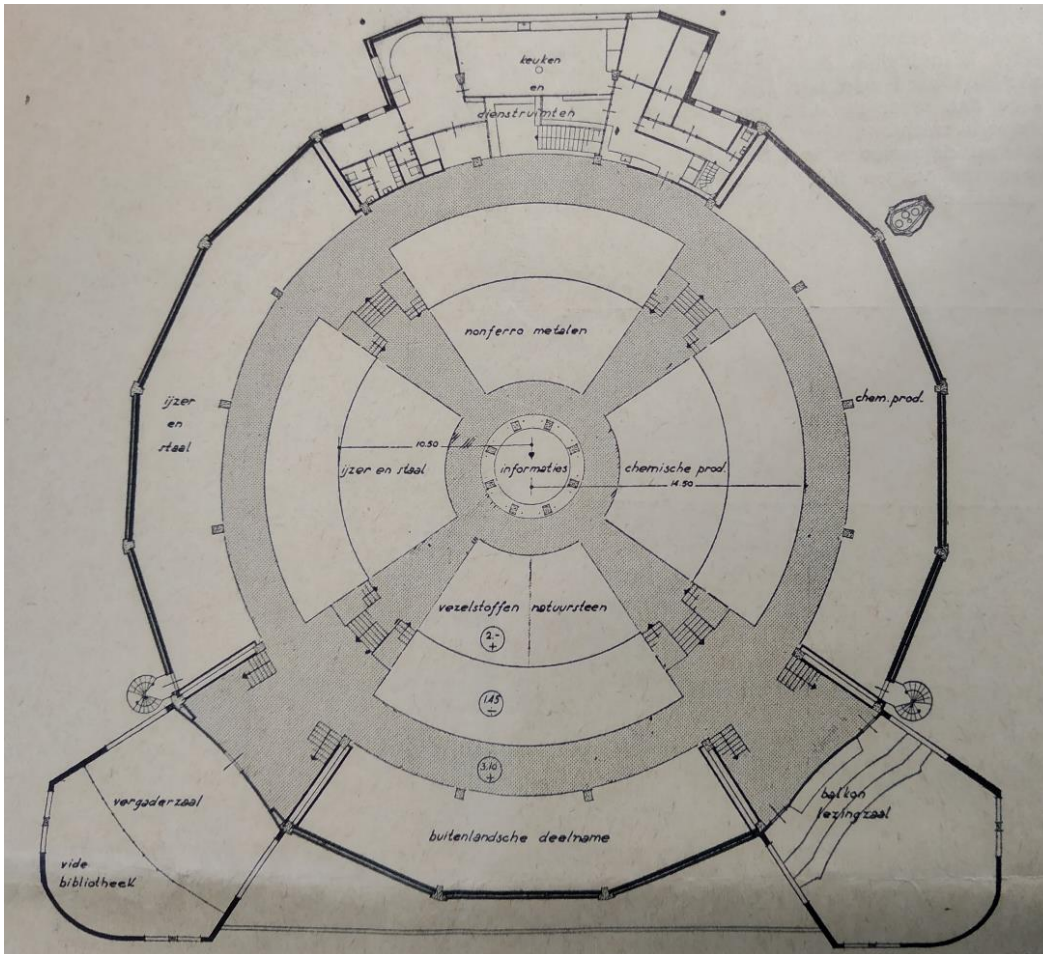 keuken
en
dienstruimten
nonferro metalen
ijzer
en
staal
chem. prod.
10.50
ijzer en staal
informaties
chemische prod.
14.50
vezelstoffen natuursteen
2.-
+
1.45
-
3.10
+
vergaderzaal
balkon
lezingzaal
buitenlandsche deelname
vide
bibliotheek